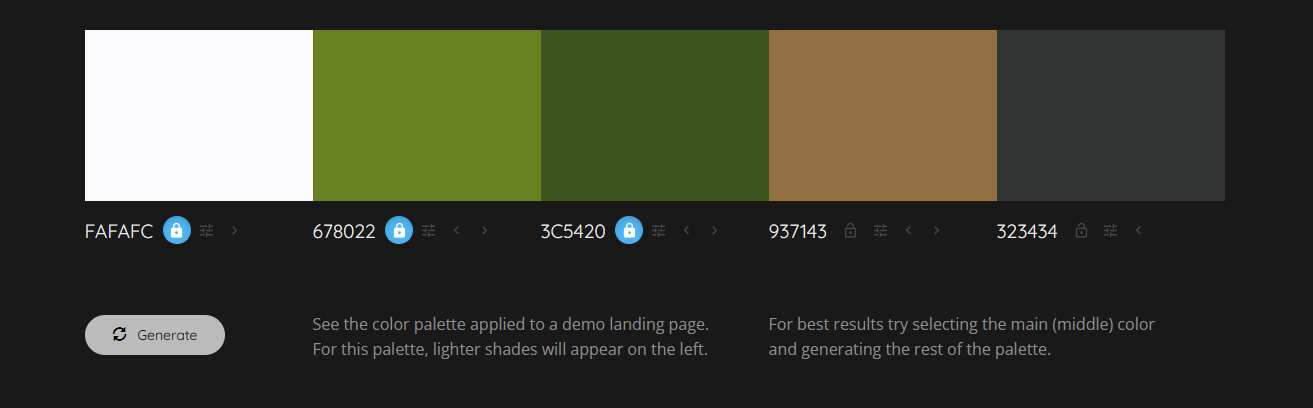 FAFAFC
678022
3C5420
937143
323434
Generate
See the color palette applied to a demo landing page.
For this palette, lighter shades will appear on the left.
For best results try selecting the main (middle) color
and generating the rest of the palette.